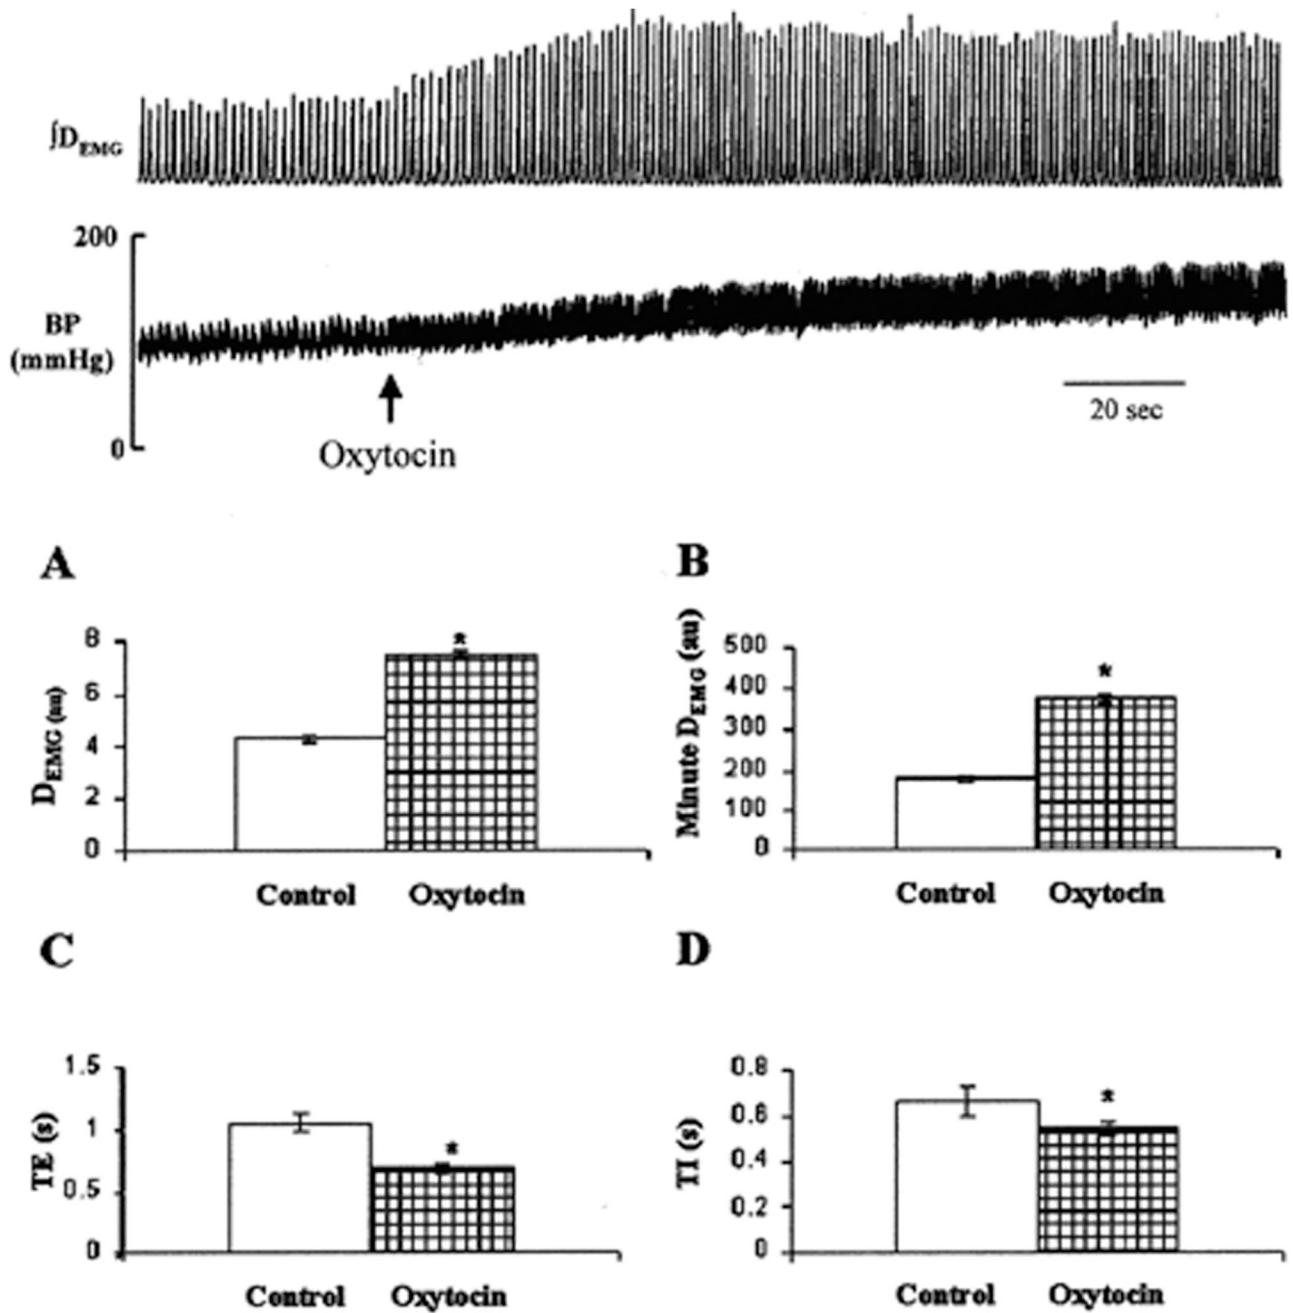 ∫D_EMG
200
BP
(mmHg)
0
20 sec
Oxytocin
A
B
D_EMG (au)
8
6
4
2
0
*
Control Oxytocin
Minute D_EMG (au)
500
400
300
200
100
0
*
Control Oxytocin
C
D
TE (s)
1.5
1
0.5
0
*
Control Oxytocin
TI (s)
0.8
0.6
0.4
0.2
0
*
Control Oxytocin